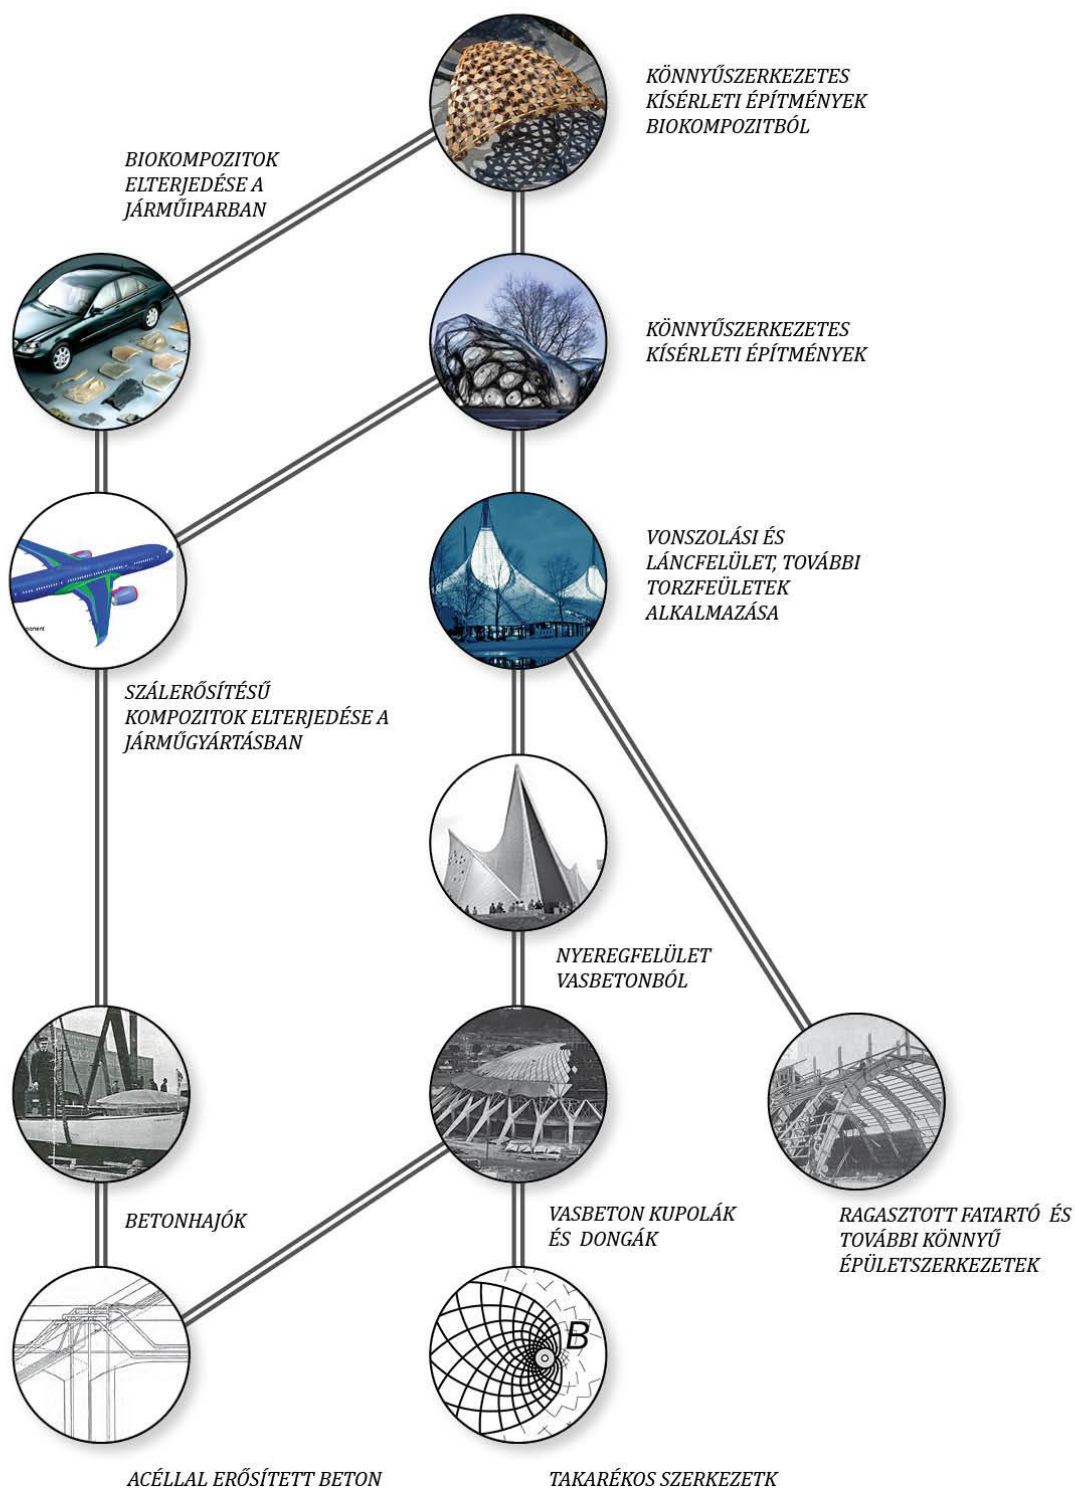 KÖNNYŰSZERKEZETES
KÍSÉRLETI ÉPÍTMÉNYEK
BIOKOMPOZITBÓL
BIOKOMPOZITOK
ELTERJEDÉSE A
JÁRMŰIPARBAN
KÖNNYŰSZERKEZETES
KÍSÉRLETI ÉPÍTMÉNYEK
VONSZOLÁSI ÉS
LÁNCFELÜLET, TOVÁBBI
TORZFEÜLETEK
ALKALMAZÁSA
ponent
SZÁLERŐSÍTÉSŰ
KOMPOZITOK ELTERJEDÉSE A
JÁRMŰGYÁRTÁSBAN
NYEREGFELÜLET
VASBETONBÓL
BETONHAJÓK
VASBETON KUPOLÁK
ÉS DONGÁK
RAGASZTOTT FATARTÓ ÉS
TOVÁBBI KÖNNYŰ
ÉPÜLETSZERKEZETEK
B
ACÉLLAL ERŐSÍTETT BETON
TAKARÉKOS SZERKEZETK